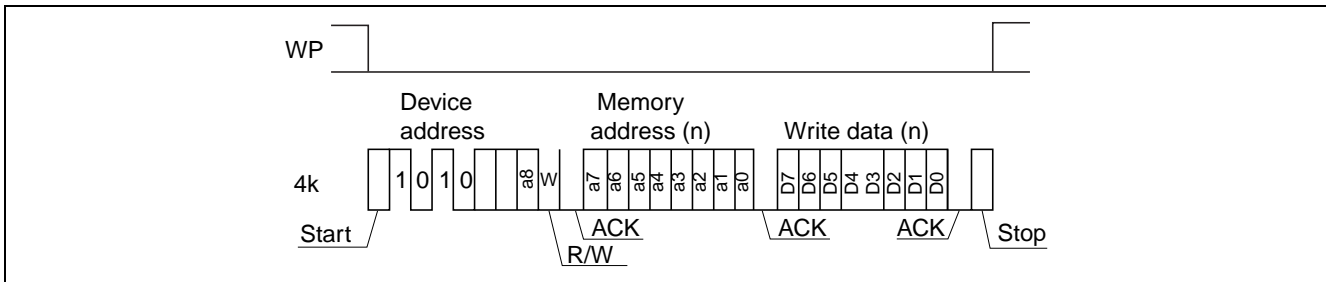 WP
Device
address
Memory
address (n)
Write data (n)
4k
1 0 1 0 a8 W a7 a6 a5 a4 a3 a2 a1 a0 D7 D6 D5 D4 D3 D2 D1 D0
Start ACK ACK ACK Stop
R/W